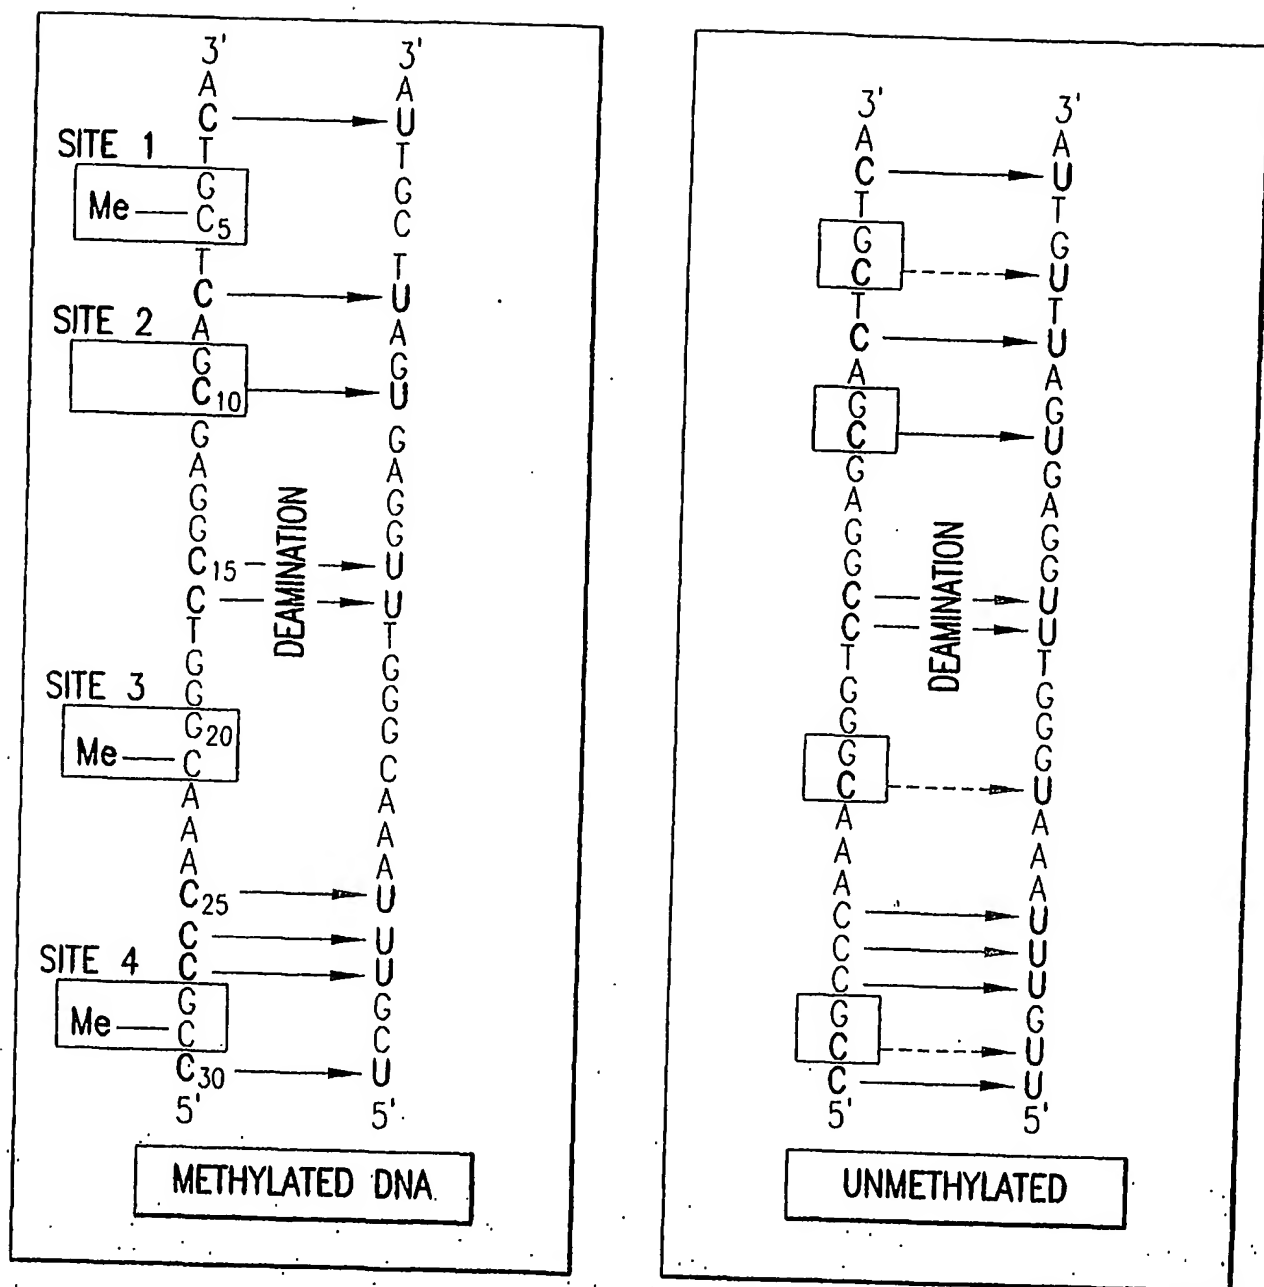 3' 3'
A A
C U
T T
SITE 1
G G
Me C5 C
T T
C U
SITE 2
A A
G G
C10 U
G G
A A
G G
G G
DEAMINATION
C15 U
C U
T T
G G
G G
SITE 3
G20 G
Me C C
A A
A A
A A
C25 U
C U
C U
SITE 4
G G
Me C C
C30 U
5' 5'
METHYLATED DNA
3' 3'
A A
C U
T T
G G
C U
T T
C U
A A
G G
C U
G G
A A
G G
G G
DEAMINATION
C U
C U
T T
G G
G G
G G
C U
A A
A A
A A
C U
C U
C U
G G
C U
C U
5' 5'
UNMETHYLATED